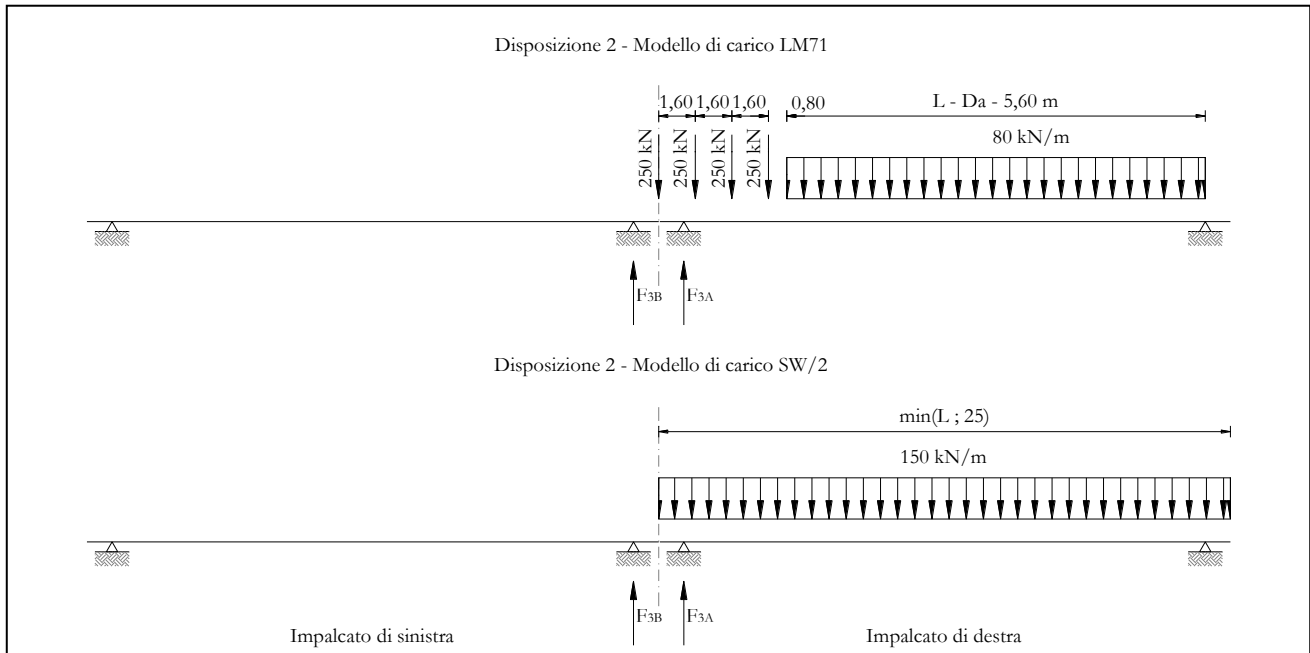 Disposizione 2 - Modello di carico LM71
1,60 1,60 1,60 0,80 L - Da - 5,60 m
250 kN 250 kN 250 kN 250 kN 80 kN/m
F3B F3A
Disposizione 2 - Modello di carico SW/2
min(L ; 25)
150 kN/m
F3B F3A
Impalcato di sinistra Impalcato di destra